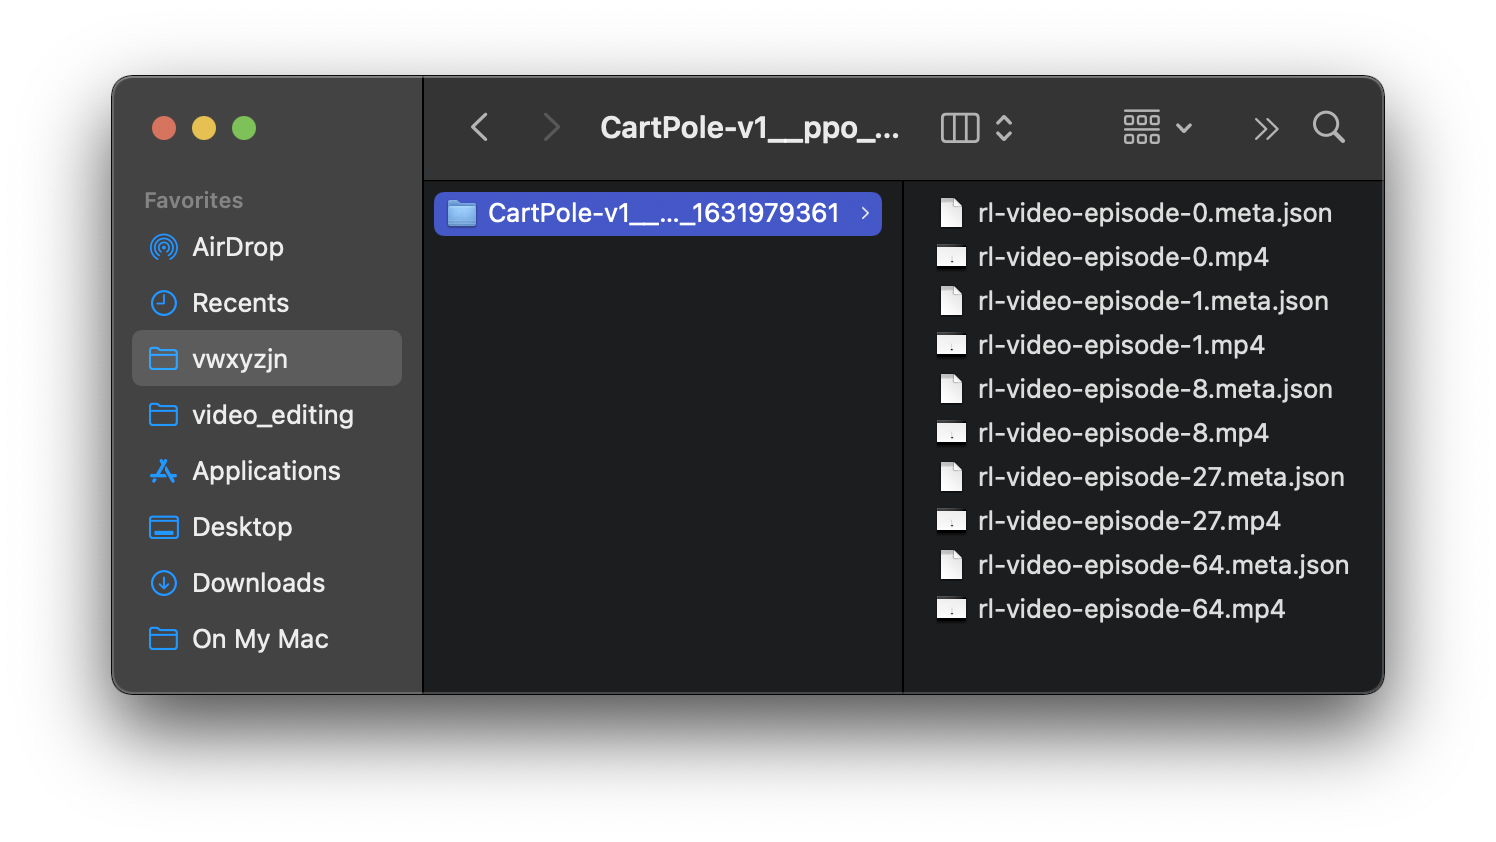 CartPole-v1__ppo_...
Favorites
AirDrop
Recents
vwxyzjn
video_editing
Applications
Desktop
Downloads
On My Mac
CartPole-v1__..._1631979361
rl-video-episode-0.meta.json
rl-video-episode-0.mp4
rl-video-episode-1.meta.json
rl-video-episode-1.mp4
rl-video-episode-8.meta.json
rl-video-episode-8.mp4
rl-video-episode-27.meta.json
rl-video-episode-27.mp4
rl-video-episode-64.meta.json
rl-video-episode-64.mp4